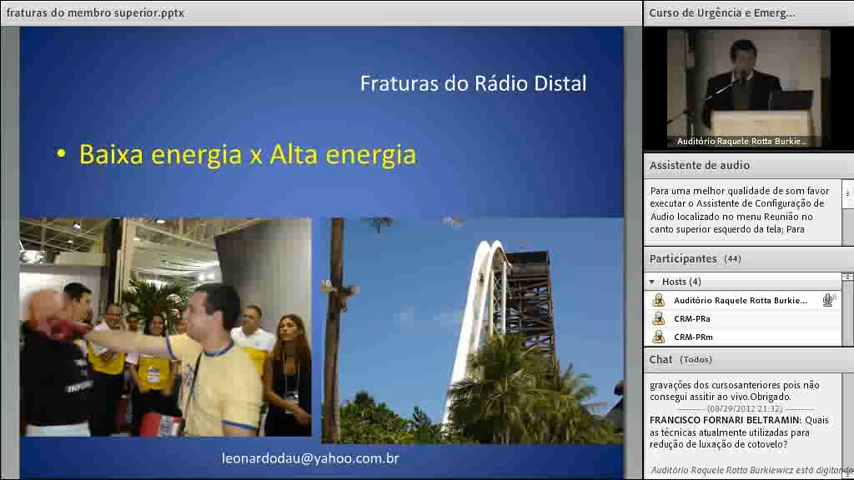 fraturas do membro superior.pptx
Fraturas do Rádio Distal
• Baixa energia x Alta energia
leonardodau@yahoo.com.br
Curso de Urgência e Emerg...
Auditório Raquele Rotta Burkie...
Assistente de audio
Para uma melhor qualidade de som favor
executar o Assistente de Configuração de
Audio localizado no menu Reunião no
canto superior esquerdo da tela; Para
Participantes (44)
Hosts (4)
Auditório Raquele Rotta Burkie...
CRM-PRa
CRM-PRm
Chat (Todos)
gravações dos cursosanteriores pois não
consegui assitir ao vivo.Obrigado.
(08/29/2012 21:32)
FRANCISCO FORNARI BELTRAMIN: Quais
as técnicas atualmente utilizadas para
redução de luxação de cotovelo?
Auditório Raquele Rotta Burkiewicz está digitando